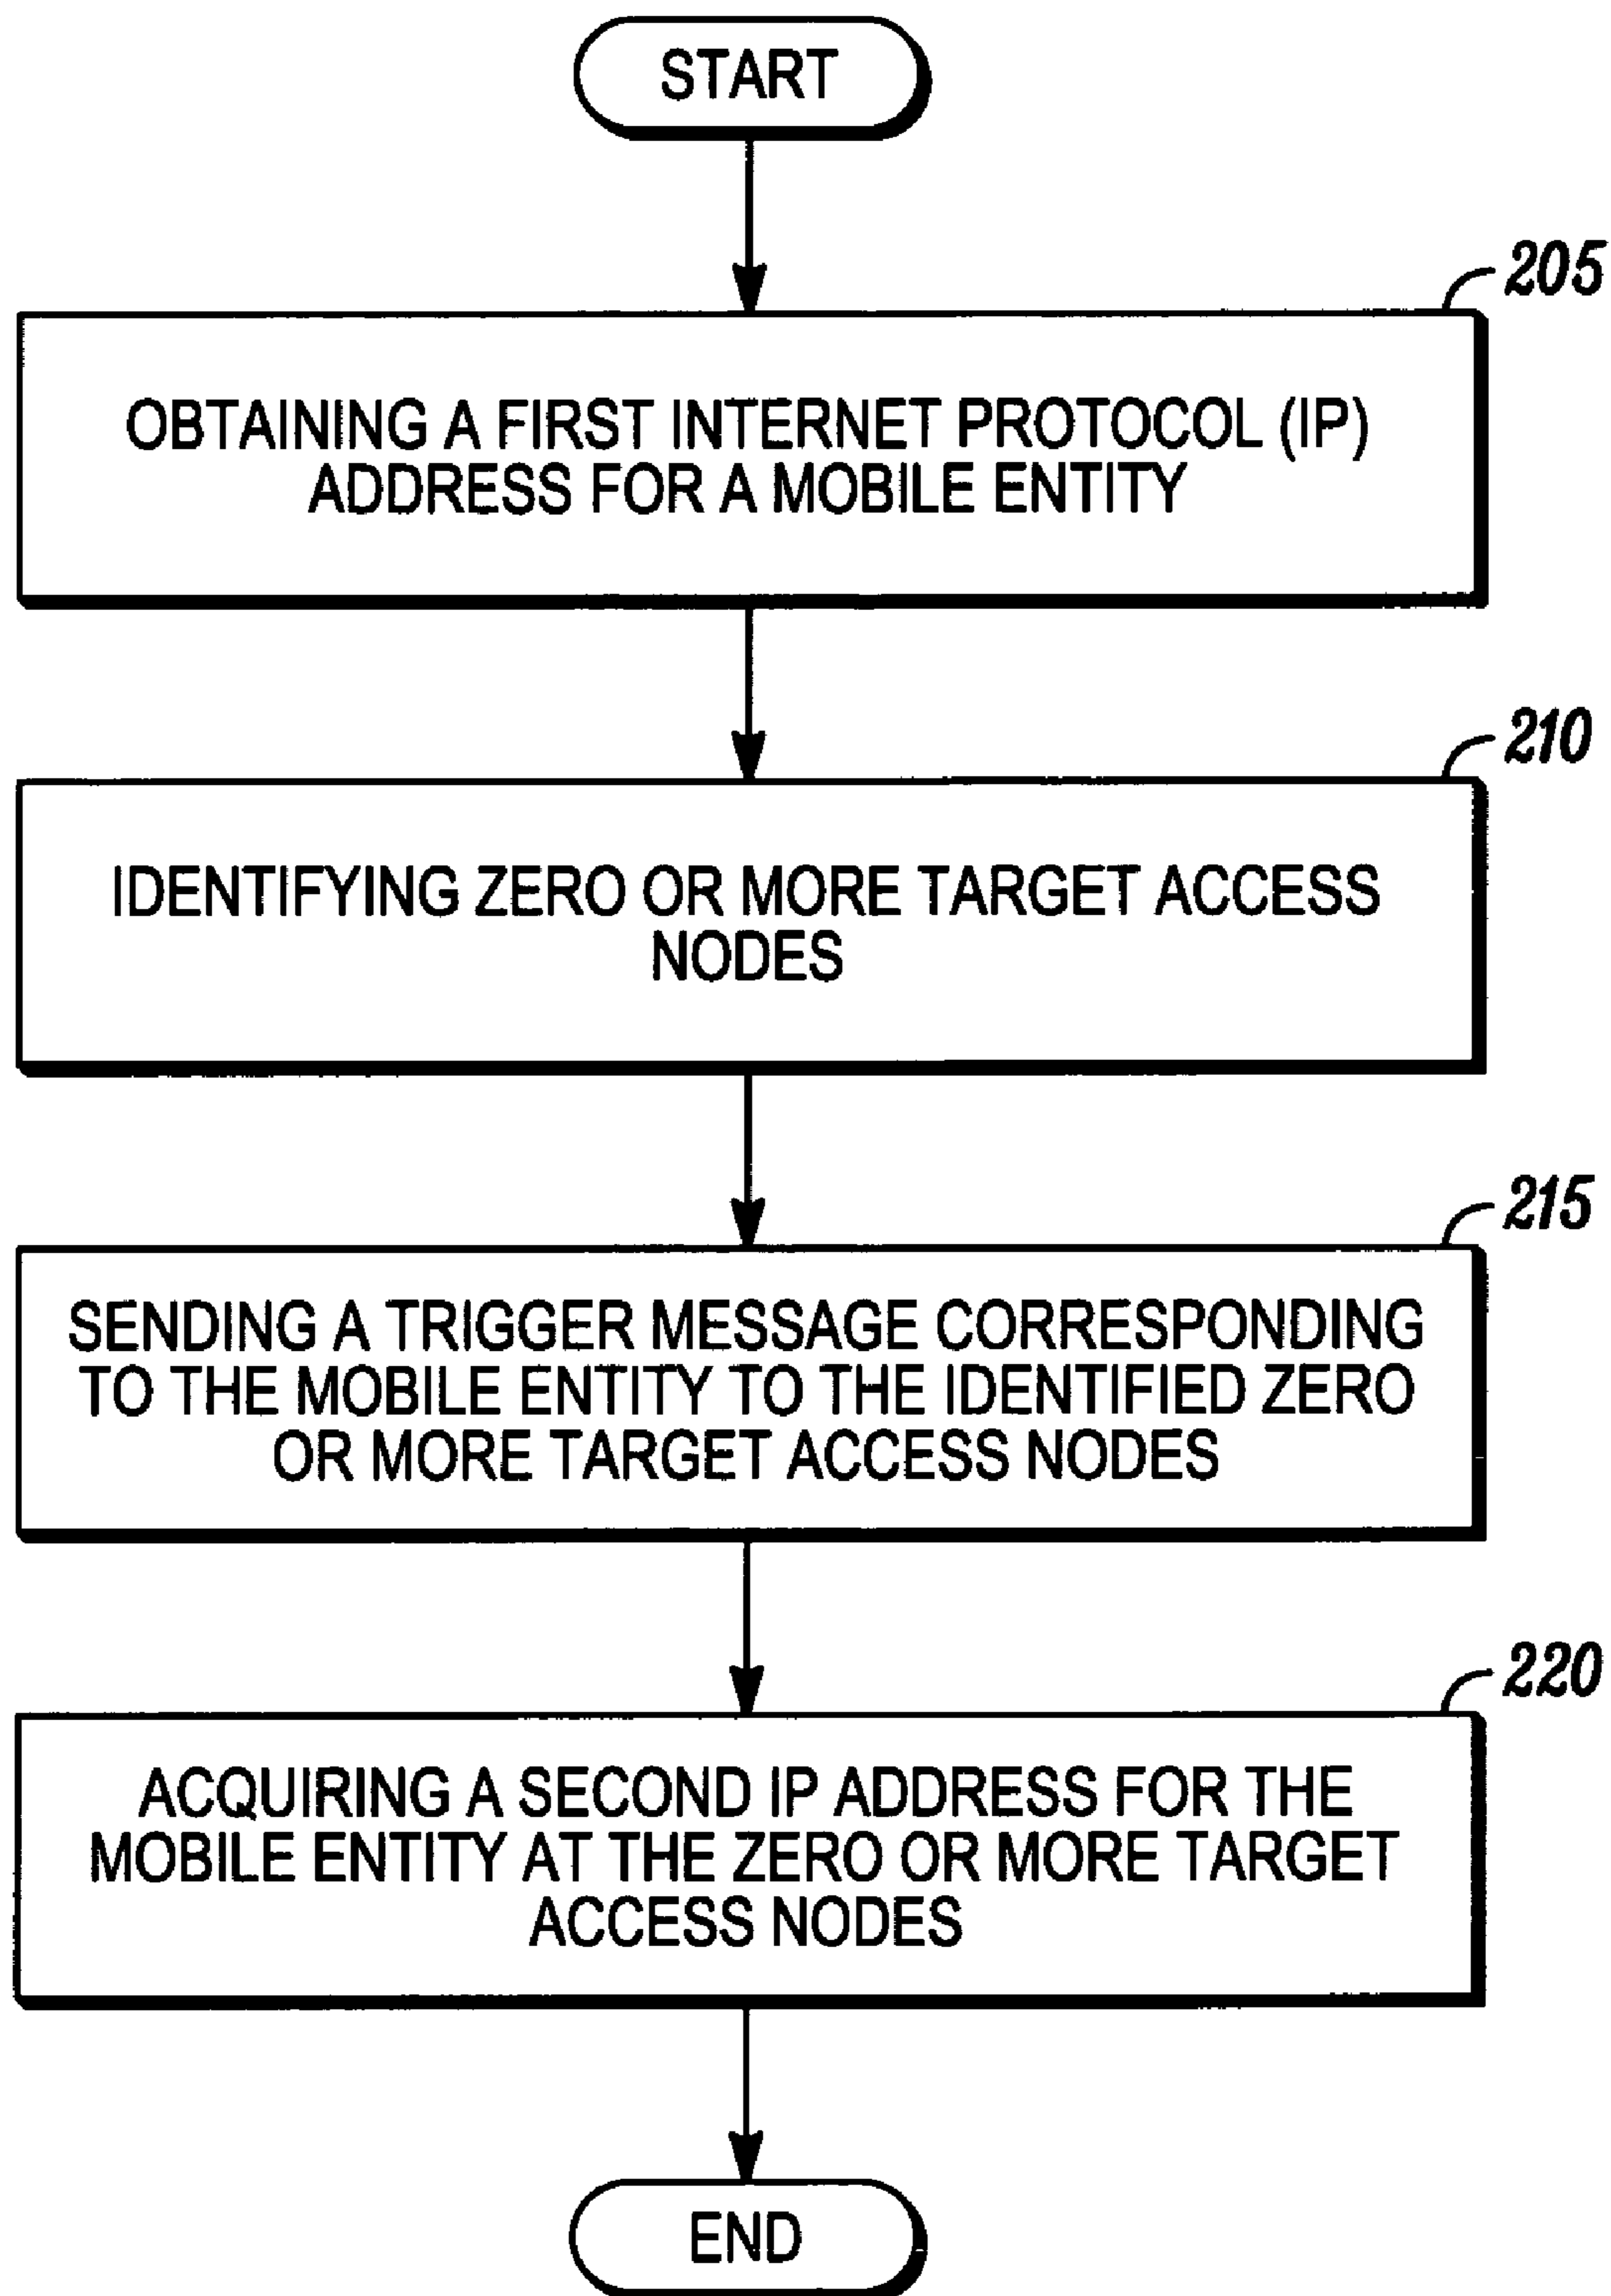 START
205
OBTAINING A FIRST INTERNET PROTOCOL (IP)
ADDRESS FOR A MOBILE ENTITY
210
IDENTIFYING ZERO OR MORE TARGET ACCESS
NODES
215
SENDING A TRIGGER MESSAGE CORRESPONDING
TO THE MOBILE ENTITY TO THE IDENTIFIED ZERO
OR MORE TARGET ACCESS NODES
220
ACQUIRING A SECOND IP ADDRESS FOR THE
MOBILE ENTITY AT THE ZERO OR MORE TARGET
ACCESS NODES
END